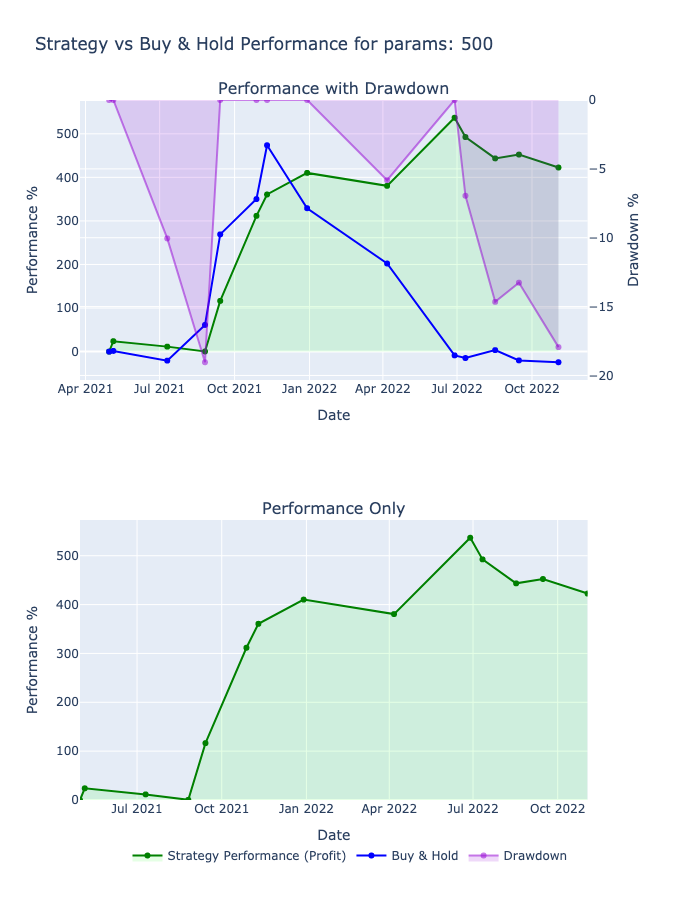 Strategy vs Buy & Hold Performance for params: 500
Performance with Drawdown
500
400
300
200
100
0
Performance %
0
−5
−10
−15
−20
Drawdown %
Apr 2021 Jul 2021 Oct 2021 Jan 2022 Apr 2022 Jul 2022 Oct 2022
Date
Performance Only
500
400
300
200
100
0
Performance %
Jul 2021 Oct 2021 Jan 2022 Apr 2022 Jul 2022 Oct 2022
Date
Strategy Performance (Profit) Buy & Hold Drawdown